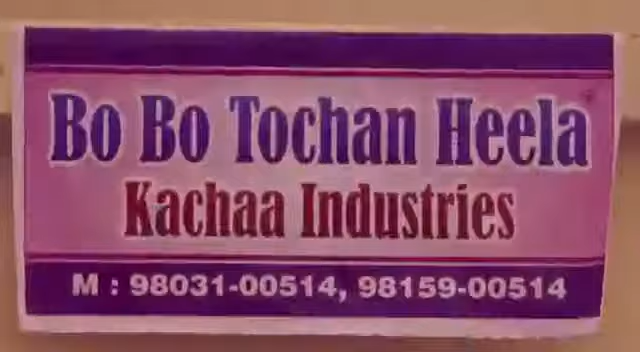 Bo Bo Tochan Heela
Kachaa Industries
M : 98031-00514, 98159-00514